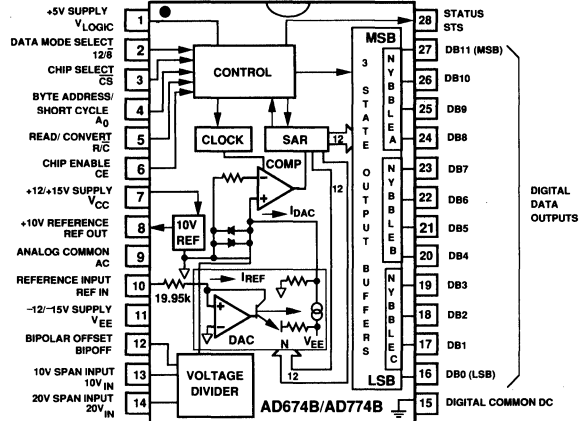 +5V SUPPLY
VLOGIC
1
DATA MODE SELECT
12/8
2
CHIP SELECT
CS
3
BYTE ADDRESS/
SHORT CYCLE
A0
4
READ/ CONVERT
R/C
5
CHIP ENABLE
CE
6
+12/+15V SUPPLY
VCC
7
+10V REFERENCE
REF OUT
8
ANALOG COMMON
AC
9
REFERENCE INPUT
REF IN
10
–12/–15V SUPPLY
VEE
11
BIPOLAR OFFSET
BIPOFF
12
10V SPAN INPUT
10VIN
13
20V SPAN INPUT
20VIN
14
CONTROL
CLOCK
SAR
12
COMP
12
IDAC
10V
REF
19.95k
IREF
DAC
VEE
N
12
VOLTAGE
DIVIDER
AD674B/AD774B
MSB
3 STATE OUTPUT BUFFERS
NYBBLE A
NYBBLE B
NYBBLE C
LSB
28
STATUS
STS
27
DB11 (MSB)
26
DB10
25
DB9
24
DB8
23
DB7
22
DB6
21
DB5
20
DB4
19
DB3
18
DB2
17
DB1
16
DB0 (LSB)
15
DIGITAL COMMON DC
DIGITAL
DATA
OUTPUTS